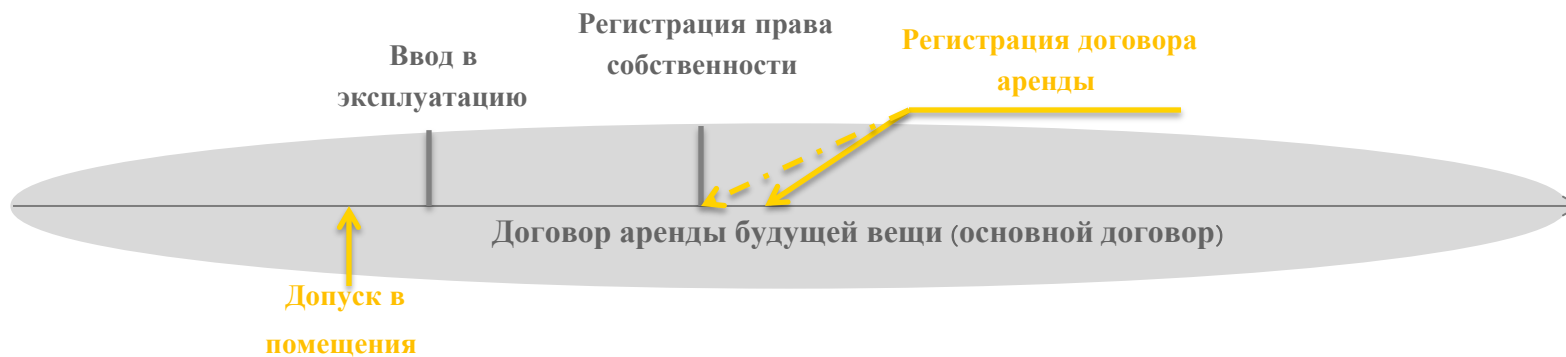 Регистрация права
собственности
Регистрация договора
аренды
Ввод в
эксплуатацию
Договор аренды будущей вещи (основной договор)
Допуск в
помещения